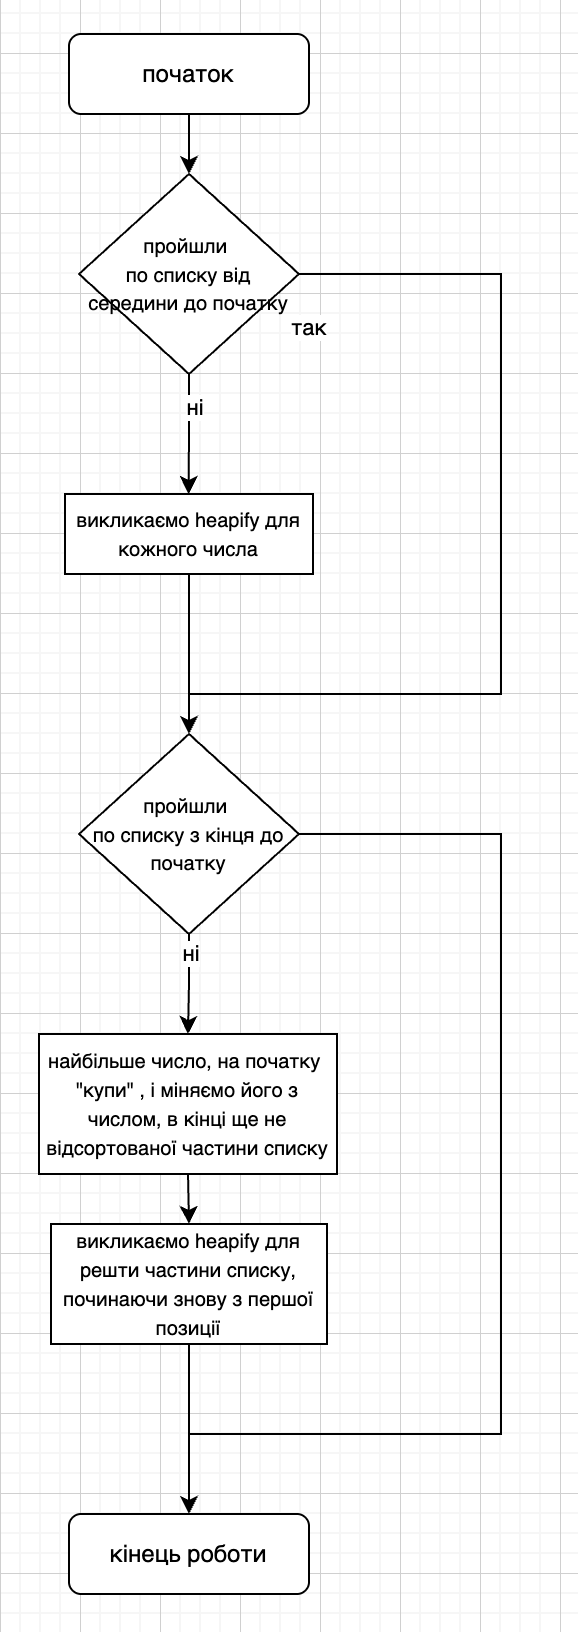 початок
пройшли
по списку від
середини до початку
так
ні
викликаємо heapify для
кожного числа
пройшли
по списку з кінця до
початку
ні
найбільше число, на початку
"купи" , і міняємо його з
числом, в кінці ще не
відсортованої частини списку
викликаємо heapify для
решти частини списку,
починаючи знову з першої
позиції
кінець роботи